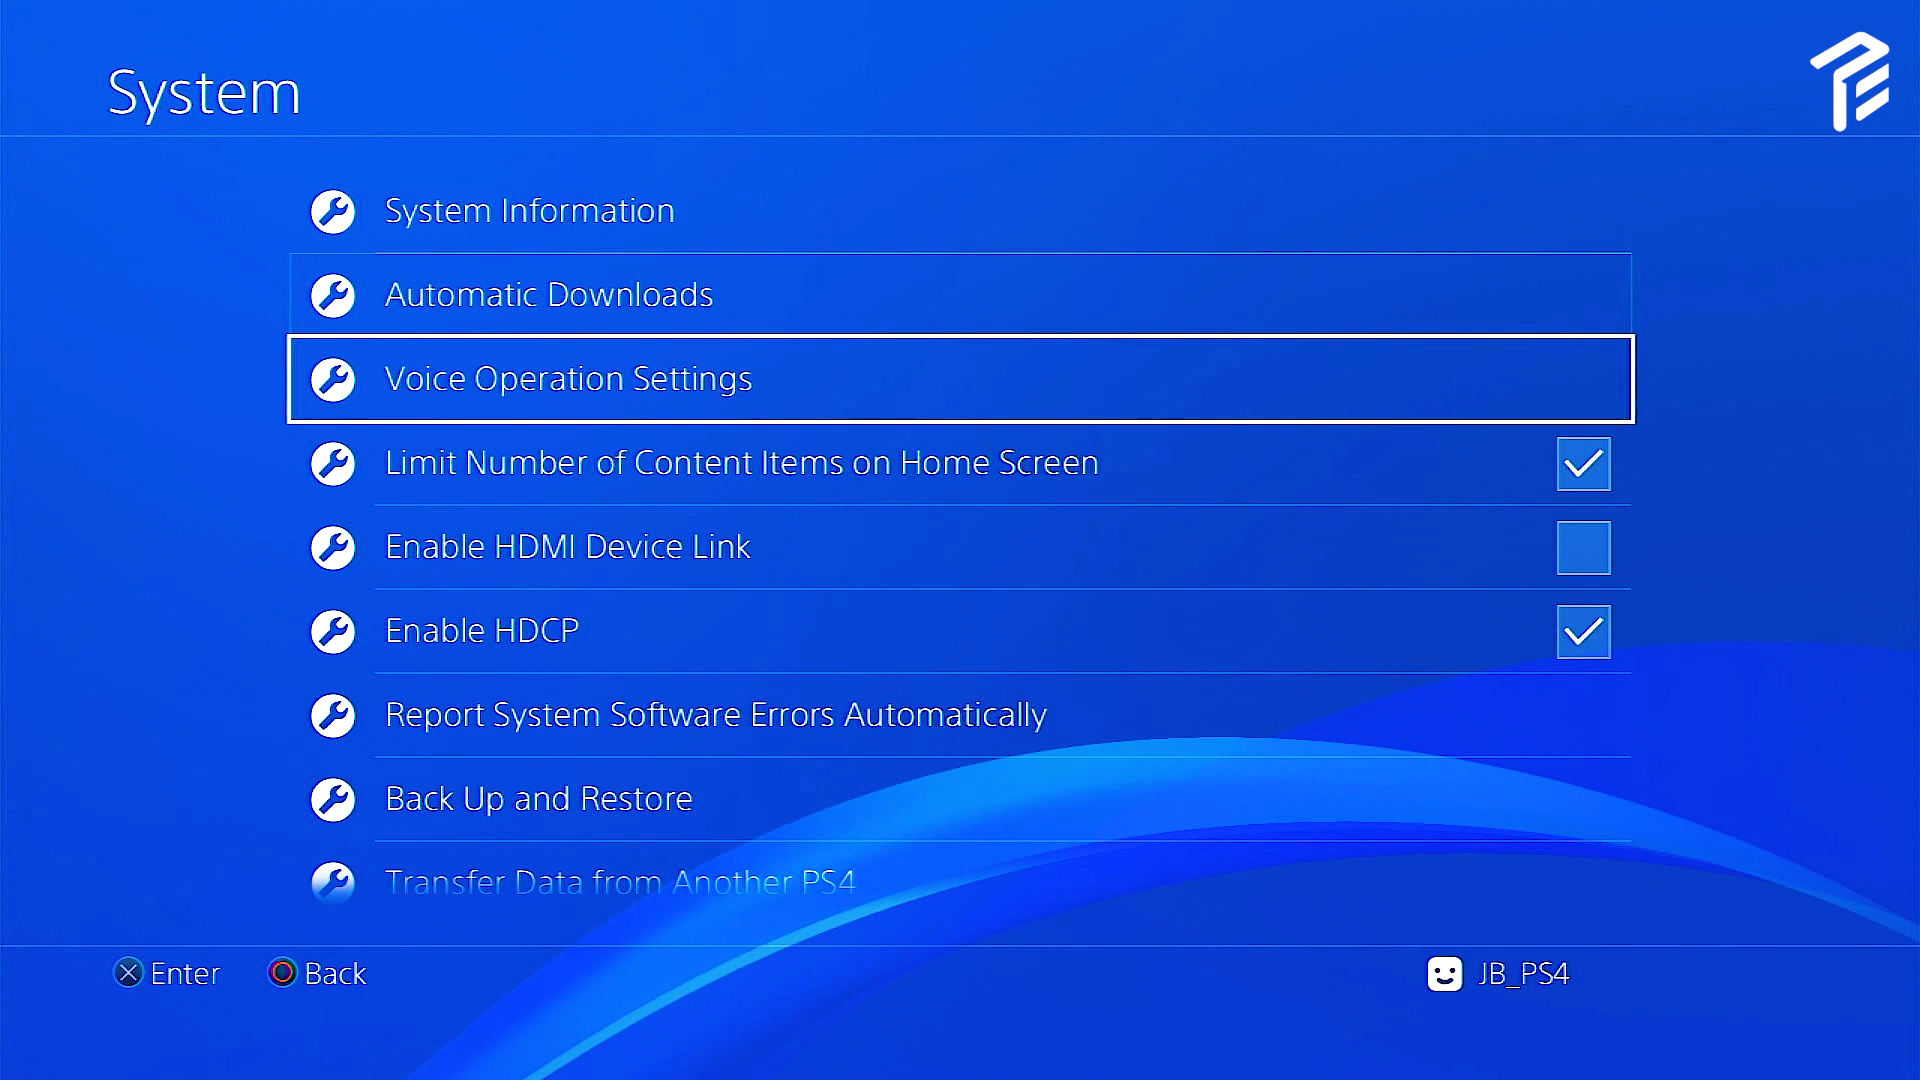 System
System Information
Automatic Downloads
Voice Operation Settings
Limit Number of Content Items on Home Screen
Enable HDMI Device Link
Enable HDCP
Report System Software Errors Automatically
Back Up and Restore
Transfer Data from Another PS4
Enter Back JB_PS4